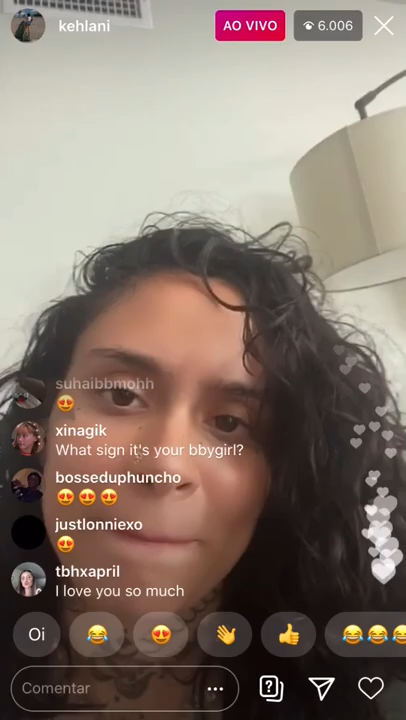 kehlani
AO VIVO
6.006
suhaibbmohh
😍
xinagik
What sign it's your bbygirl?
bosseduphuncho
😍😍😍
justlonniexo
😍
tbhxapril
I love you so much
Oi
😂
😍
👋
👍
😂😂😂
Comentar